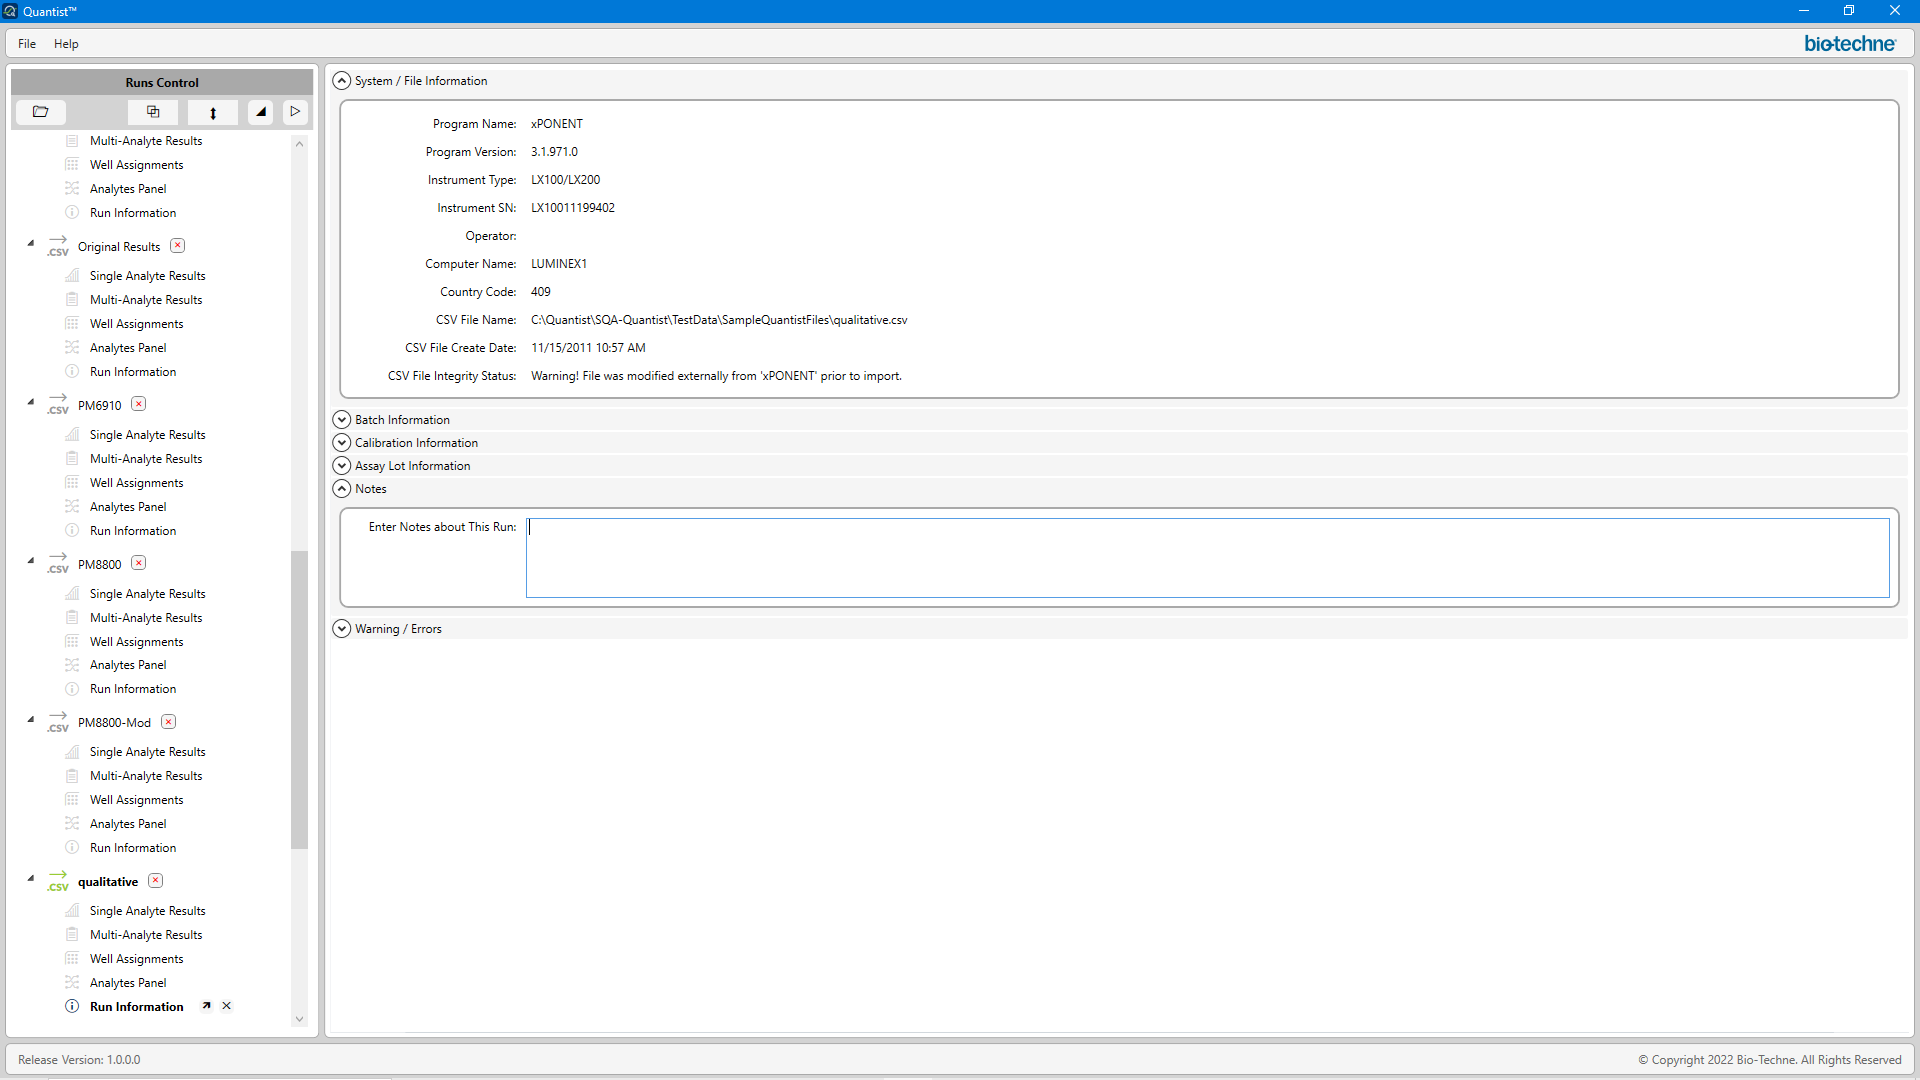 Quantist™
File Help
bio-techne
Runs Control
Multi-Analyte Results
Well Assignments
Analytes Panel
Run Information
.CSV Original Results
Single Analyte Results
Multi-Analyte Results
Well Assignments
Analytes Panel
Run Information
.CSV PM6910
Single Analyte Results
Multi-Analyte Results
Well Assignments
Analytes Panel
Run Information
.CSV PM8800
Single Analyte Results
Multi-Analyte Results
Well Assignments
Analytes Panel
Run Information
.CSV PM8800-Mod
Single Analyte Results
Multi-Analyte Results
Well Assignments
Analytes Panel
Run Information
.CSV qualitative
Single Analyte Results
Multi-Analyte Results
Well Assignments
Analytes Panel
Run Information
System / File Information
Program Name: xPONENT
Program Version: 3.1.971.0
Instrument Type: LX100/LX200
Instrument SN: LX10011199402
Operator:
Computer Name: LUMINEX1
Country Code: 409
CSV File Name: C:\Quantist\SQA-Quantist\TestData\SampleQuantistFiles\qualitative.csv
CSV File Create Date: 11/15/2011 10:57 AM
CSV File Integrity Status: Warning! File was modified externally from 'xPONENT' prior to import.
Batch Information
Calibration Information
Assay Lot Information
Notes
Enter Notes about This Run:
Warning / Errors
Release Version: 1.0.0.0
© Copyright 2022 Bio-Techne. All Rights Reserved